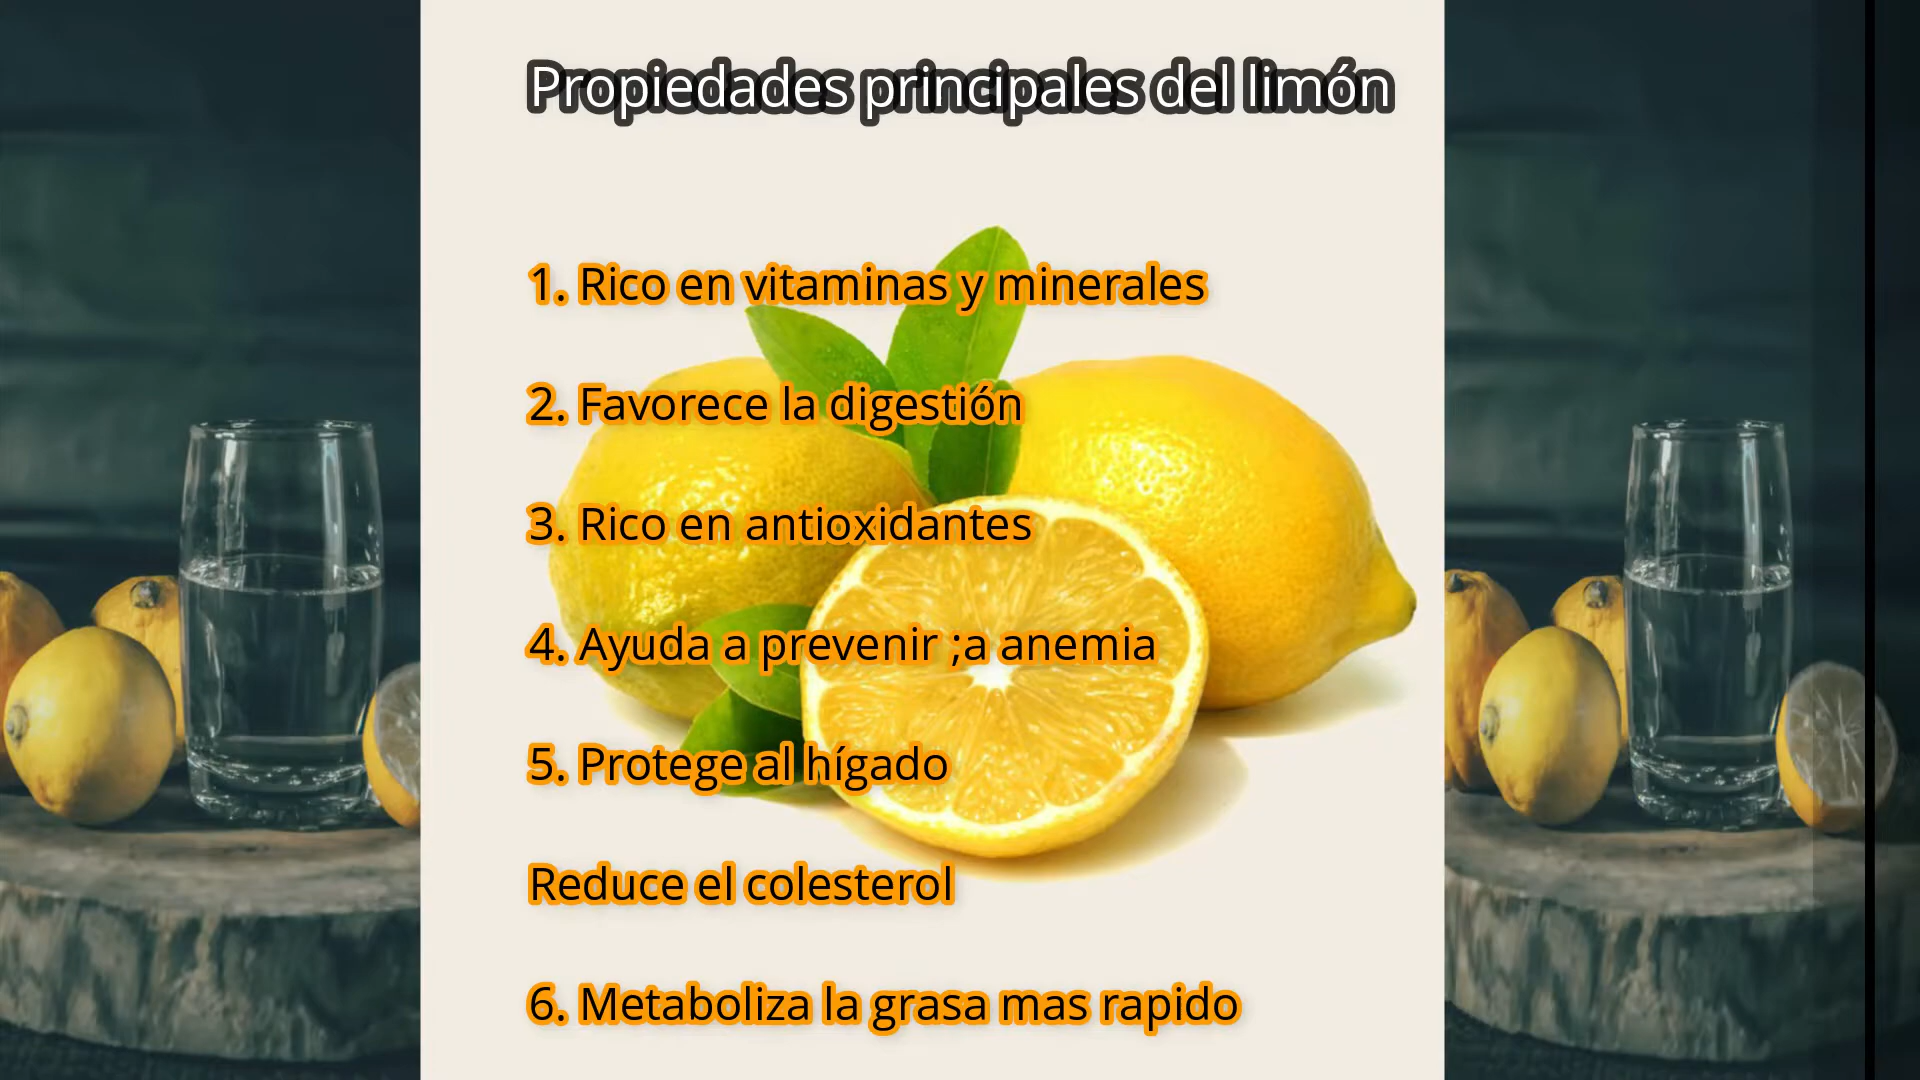 Propiedades principales del limón
1. Rico en vitaminas y minerales
2. Favorece la digestión
3. Rico en antioxidantes
4. Ayuda a prevenir ;a anemia
5. Protege al hígado
Reduce el colesterol
6. Metaboliza la grasa mas rapido